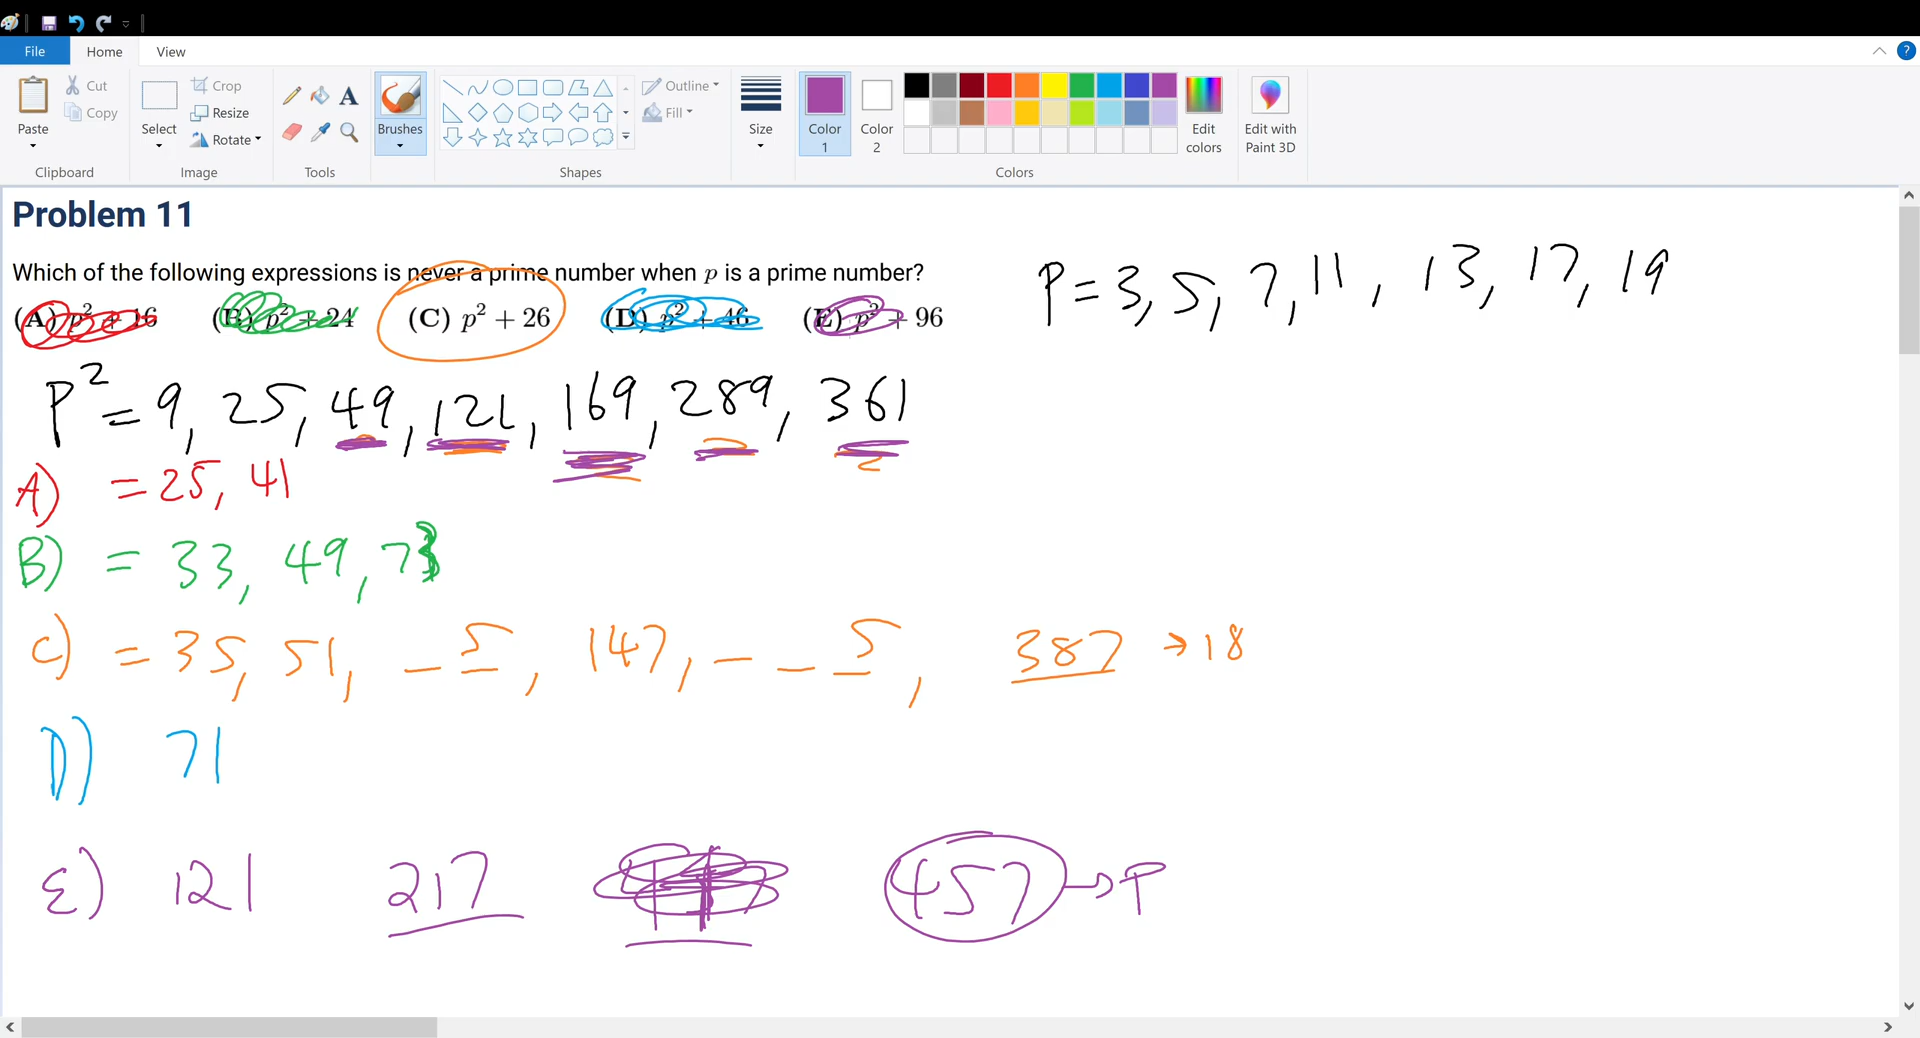 File Home View
Paste Cut Copy Select Crop Resize Rotate Brushes Outline Fill Size Color 1 Color 2 Edit colors Edit with Paint 3D
Clipboard Image Tools Shapes Colors
Problem 11
Which of the following expressions is never a prime number when p is a prime number?
(A) p² + 16 (B) p² + 24 (C) p² + 26 (D) p² + 46 (E) p² + 96
P = 3, 5, 7, 11, 13, 17, 19
P² = 9, 25, 49, 121, 169, 289, 361
A) = 25, 41
B) = 33, 49, 73
C) = 35, 51, _ 5, 147, _ _ 5, 387 → 18
D) 71
E) 121 217 457 → P